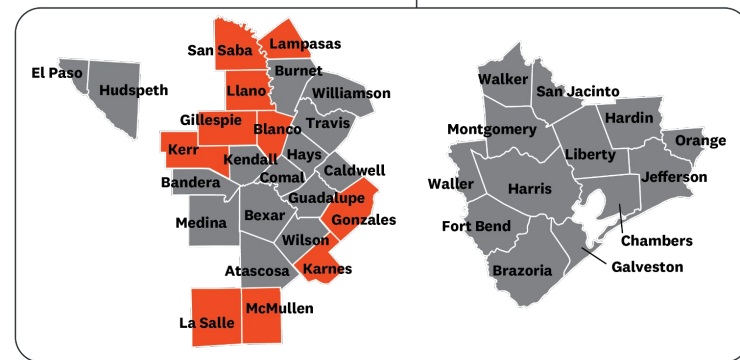 El Paso
Hudspeth
San Saba
Lampasas
Burnet
Llano
Williamson
Gillespie
Blanco
Travis
Kerr
Kendall
Hays
Comal
Caldwell
Bandera
Guadalupe
Medina
Bexar
Gonzales
Wilson
Atascosa
Karnes
La Salle
McMullen
Walker
San Jacinto
Montgomery
Hardin
Liberty
Orange
Waller
Harris
Jefferson
Fort Bend
Chambers
Brazoria
Galveston